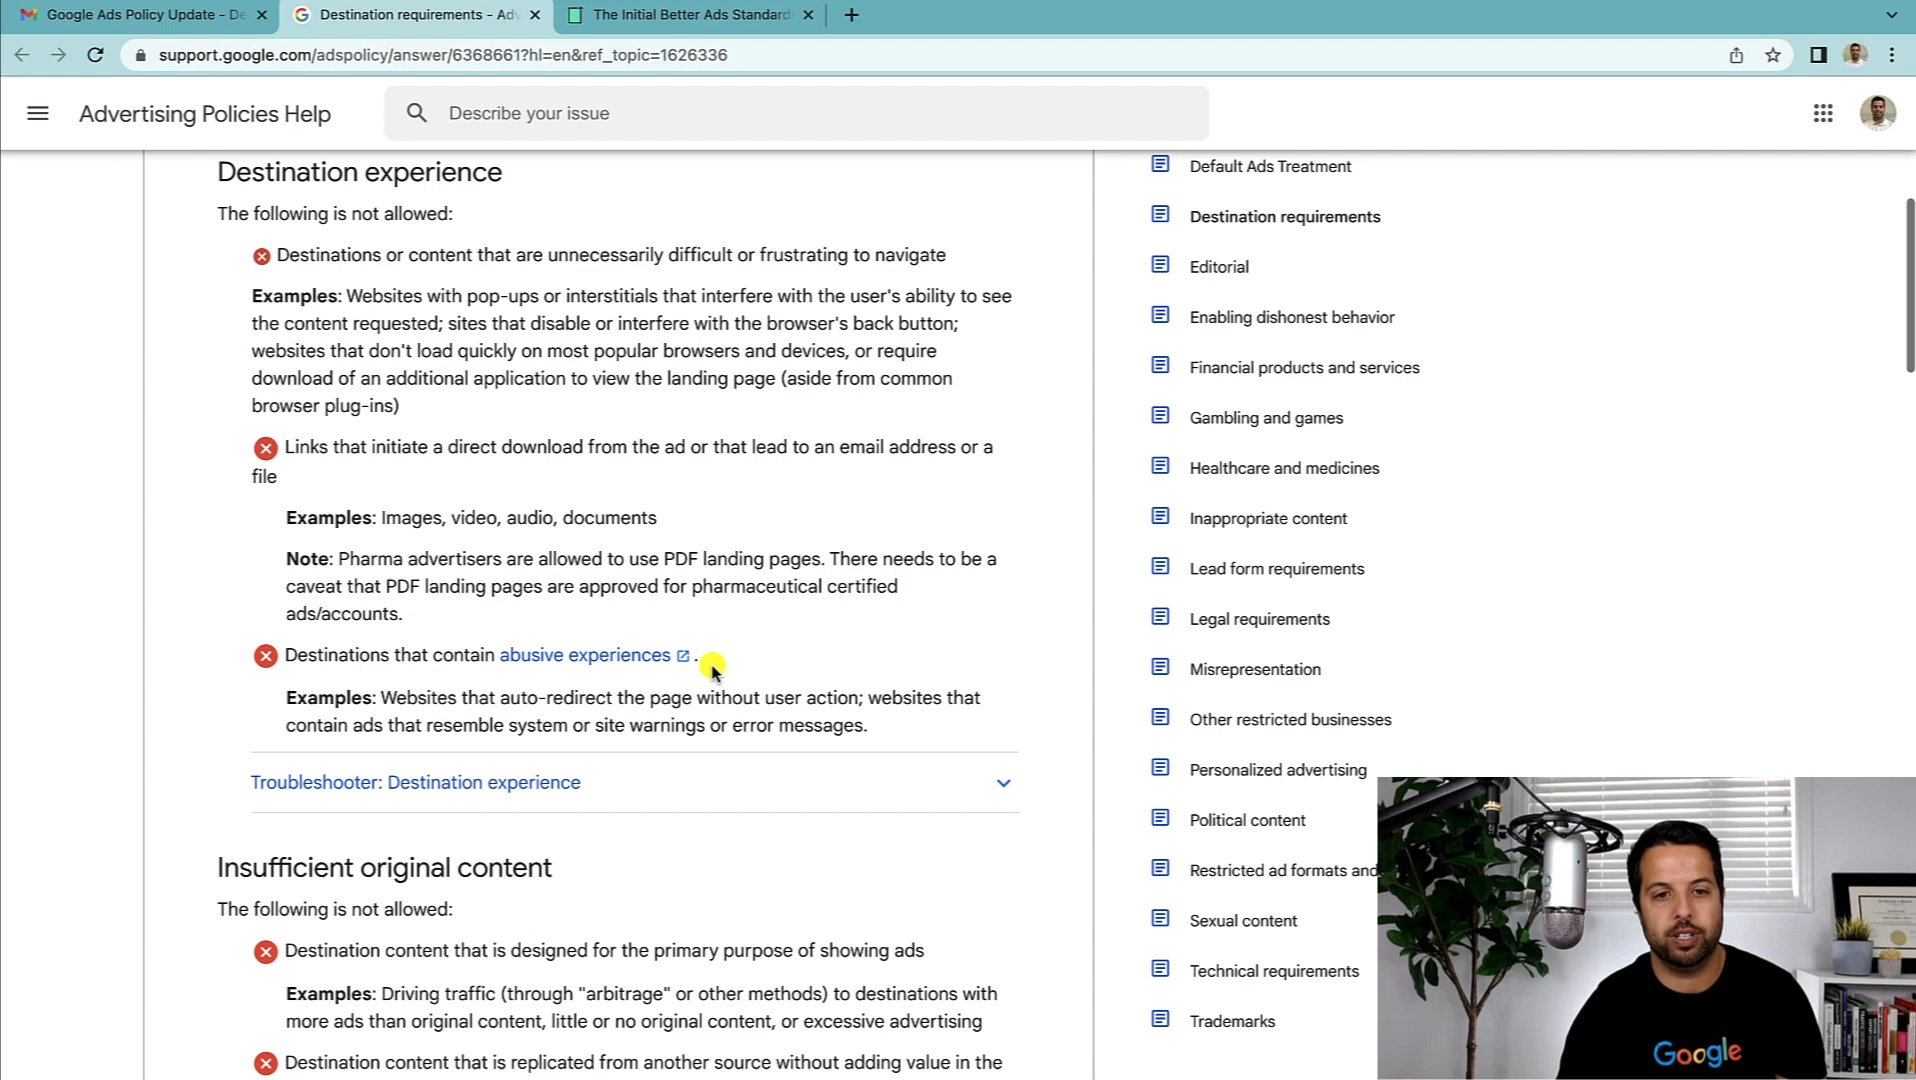 Google Ads Policy Update - De
Destination requirements - Adv
The Initial Better Ads Standards
support.google.com/adspolicy/answer/6368661?hl=en&ref_topic=1626336
Advertising Policies Help
Describe your issue
Destination experience
The following is not allowed:
Destinations or content that are unnecessarily difficult or frustrating to navigate
Examples: Websites with pop-ups or interstitials that interfere with the user's ability to see
the content requested; sites that disable or interfere with the browser's back button;
websites that don't load quickly on most popular browsers and devices, or require
download of an additional application to view the landing page (aside from common
browser plug-ins)
Links that initiate a direct download from the ad or that lead to an email address or a
file
Examples: Images, video, audio, documents
Note: Pharma advertisers are allowed to use PDF landing pages. There needs to be a
caveat that PDF landing pages are approved for pharmaceutical certified
ads/accounts.
Destinations that contain abusive experiences .
Examples: Websites that auto-redirect the page without user action; websites that
contain ads that resemble system or site warnings or error messages.
Troubleshooter: Destination experience
Insufficient original content
The following is not allowed:
Destination content that is designed for the primary purpose of showing ads
Examples: Driving traffic (through "arbitrage" or other methods) to destinations with
more ads than original content, little or no original content, or excessive advertising
Destination content that is replicated from another source without adding value in the
Default Ads Treatment
Destination requirements
Editorial
Enabling dishonest behavior
Financial products and services
Gambling and games
Healthcare and medicines
Inappropriate content
Lead form requirements
Legal requirements
Misrepresentation
Other restricted businesses
Personalized advertising
Political content
Restricted ad formats and
Sexual content
Technical requirements
Trademarks
Google